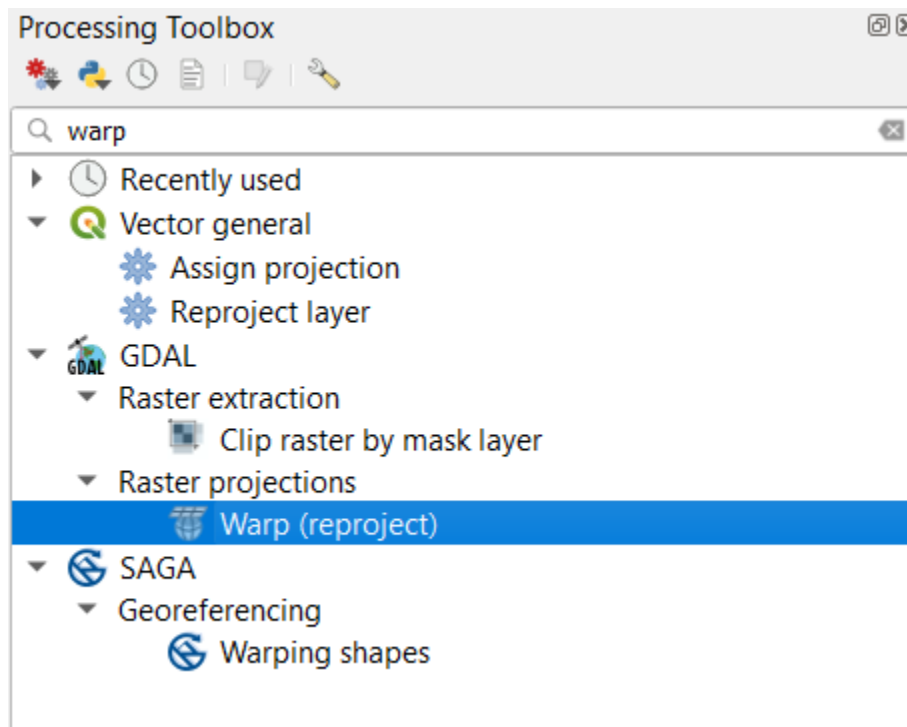 Processing Toolbox
warp
Recently used
Vector general
Assign projection
Reproject layer
GDAL GDAL
Raster extraction
Clip raster by mask layer
Raster projections
Warp (reproject)
SAGA
Georeferencing
Warping shapes